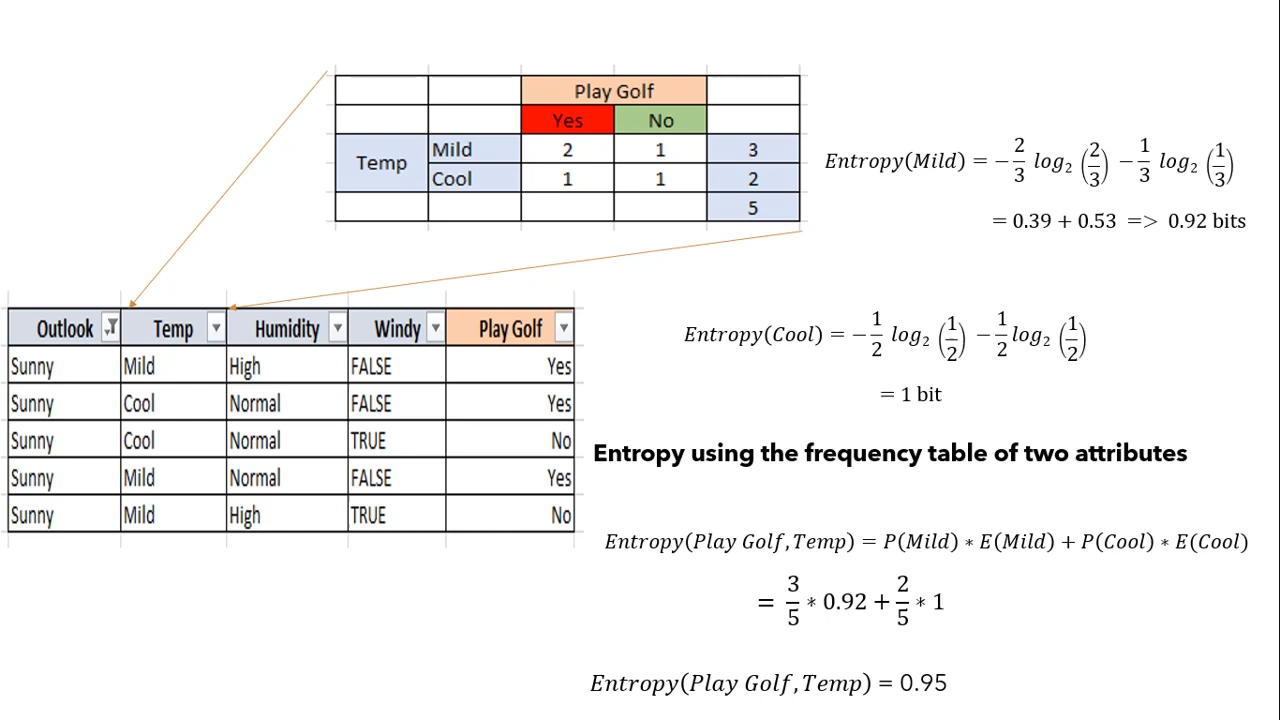 Play Golf
Yes No
Temp Mild 2 1 3
Cool 1 1 2
5
Entropy(Mild) = −2/3 log₂ (2/3) − 1/3 log₂ (1/3)
= 0.39 + 0.53 => 0.92 bits
Outlook Temp Humidity Windy Play Golf
Sunny Mild High FALSE Yes
Sunny Cool Normal FALSE Yes
Sunny Cool Normal TRUE No
Sunny Mild Normal FALSE Yes
Sunny Mild High TRUE No
Entropy(Cool) = −1/2 log₂ (1/2) − 1/2 log₂ (1/2)
= 1 bit
Entropy using the frequency table of two attributes
Entropy(Play Golf, Temp) = P(Mild) ∗ E(Mild) + P(Cool) ∗ E(Cool)
= 3/5 ∗ 0.92 + 2/5 ∗ 1
Entropy(Play Golf, Temp) = 0.95